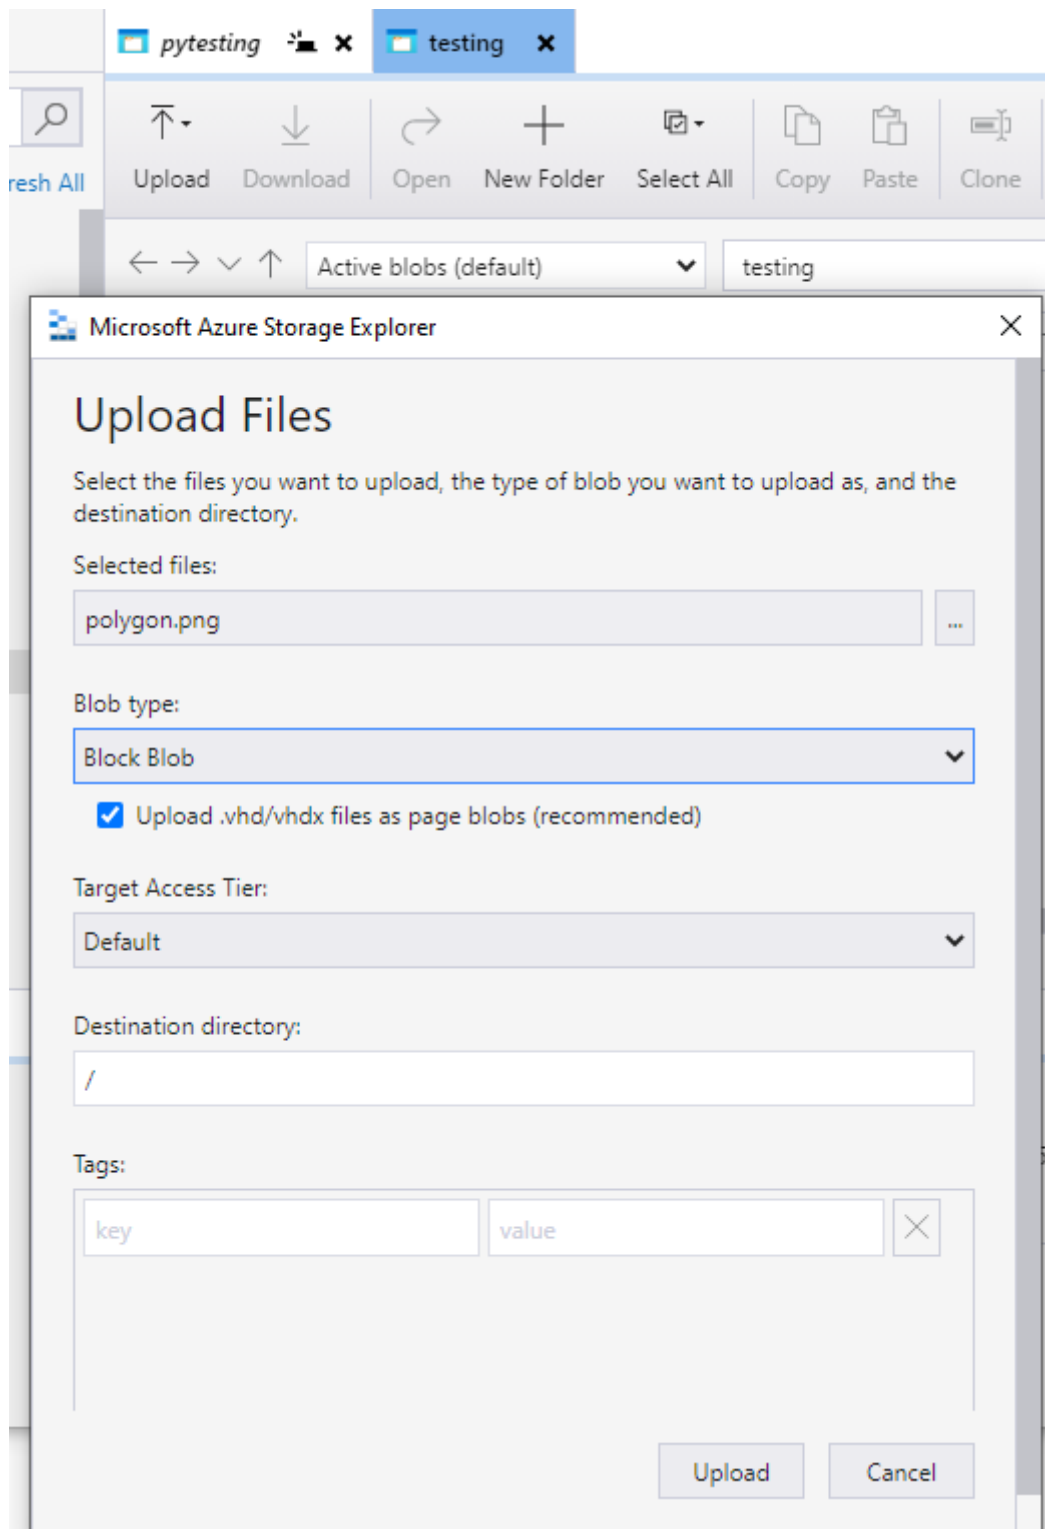 pytesting
testing
resh All
Upload
Download
Open
New Folder
Select All
Copy
Paste
Clone
Active blobs (default)
testing
Microsoft Azure Storage Explorer
Upload Files
Select the files you want to upload, the type of blob you want to upload as, and the
destination directory.
Selected files:
polygon.png
...
Blob type:
Block Blob
Upload .vhd/vhdx files as page blobs (recommended)
Target Access Tier:
Default
Destination directory:
/
Tags:
key
value
Upload
Cancel